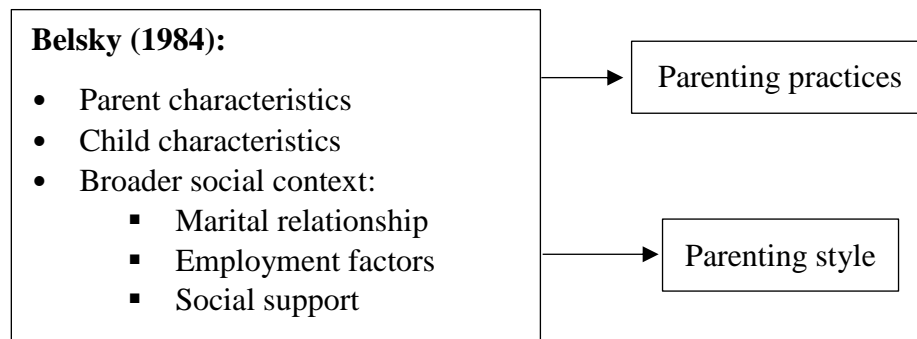 Belsky (1984):
• Parent characteristics
• Child characteristics
• Broader social context:
▪ Marital relationship
▪ Employment factors
▪ Social support
Parenting practices
Parenting style